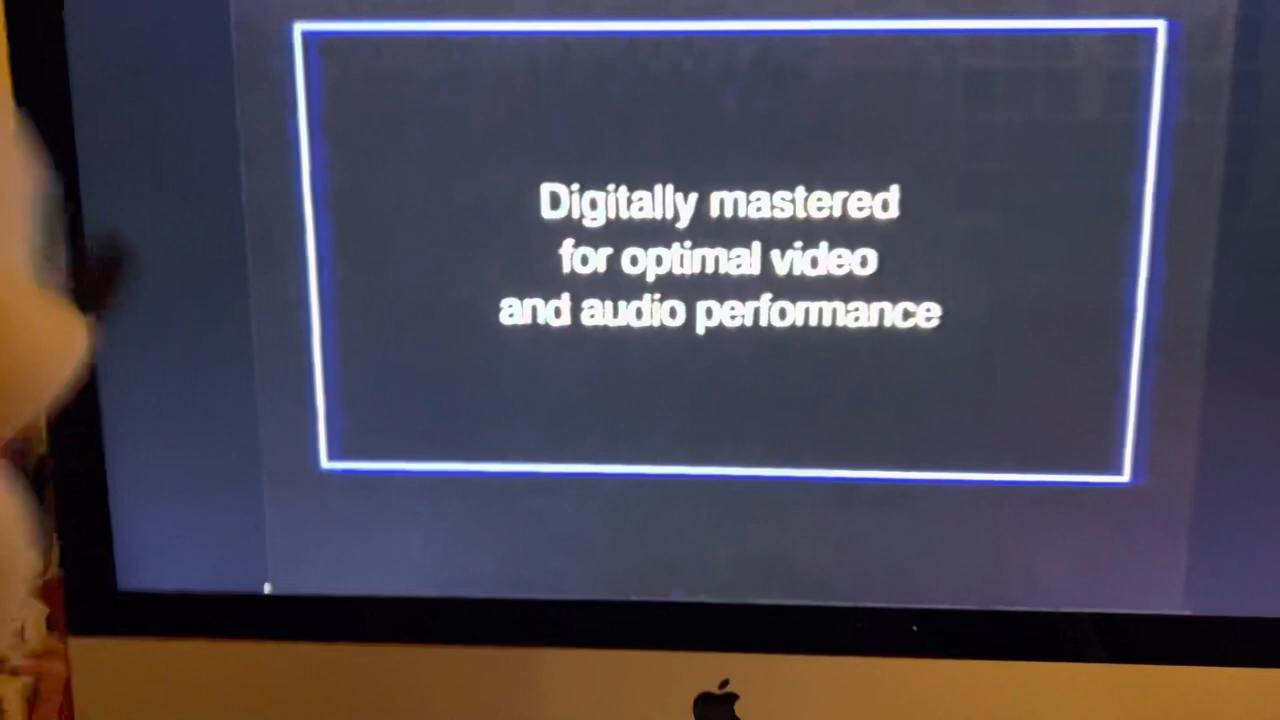 Digitally mastered
for optimal video
and audio performance